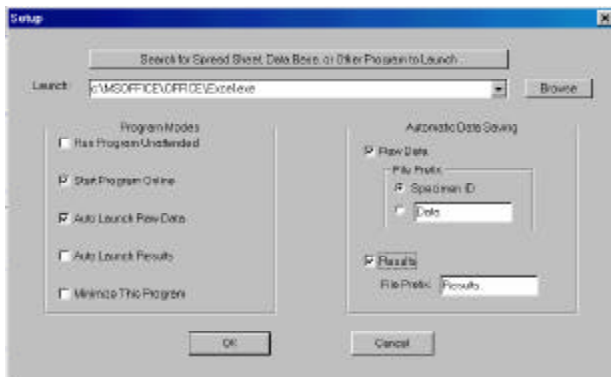 Setup
Search for Spread Sheet, Data Base, or Other Program to Launch
Launch: c:\MSOFFICE\OFFICE\Excel.exe Browse
Program Modes
Run Program Unattended
Start Program Online
Auto Launch Raw Data
Auto Launch Results
Minimize This Program
Automatic Data Saving
Raw Data
File Prefix
Specimen ID
Data
Results
File Prefix: Results
OK Cancel